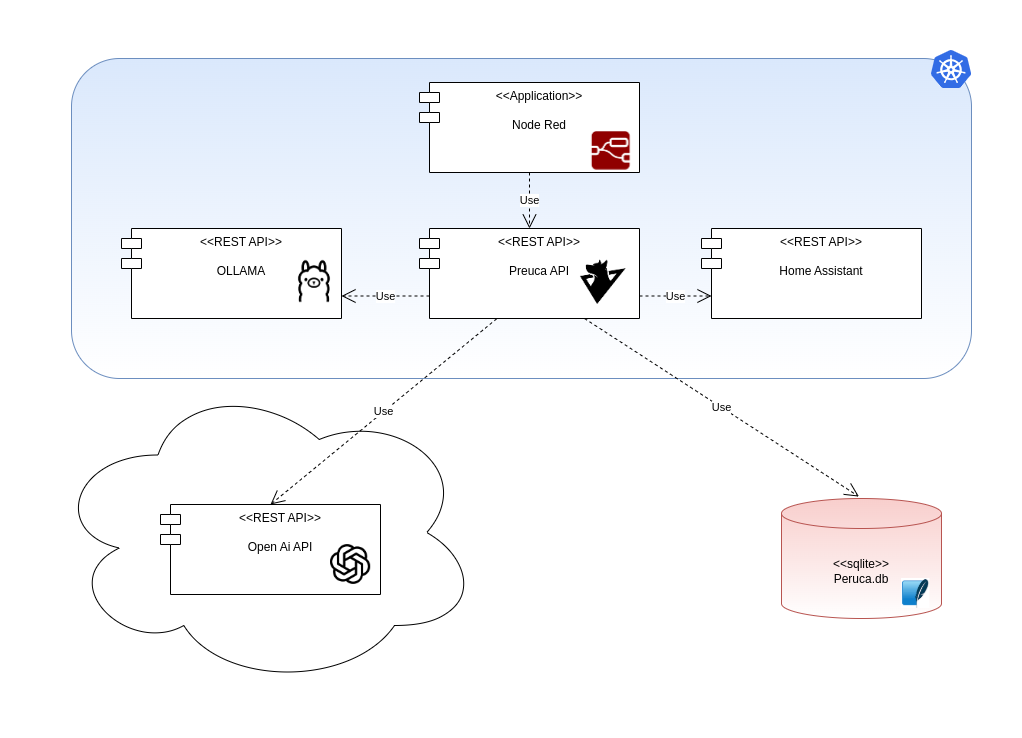 <<Application>>
Node Red
Use
<<REST API>>
OLLAMA
<<REST API>>
Preuca API
<<REST API>>
Home Assistant
Use
Use
Use
Use
<<REST API>>
Open Ai API
<<sqlite>>
Peruca.db